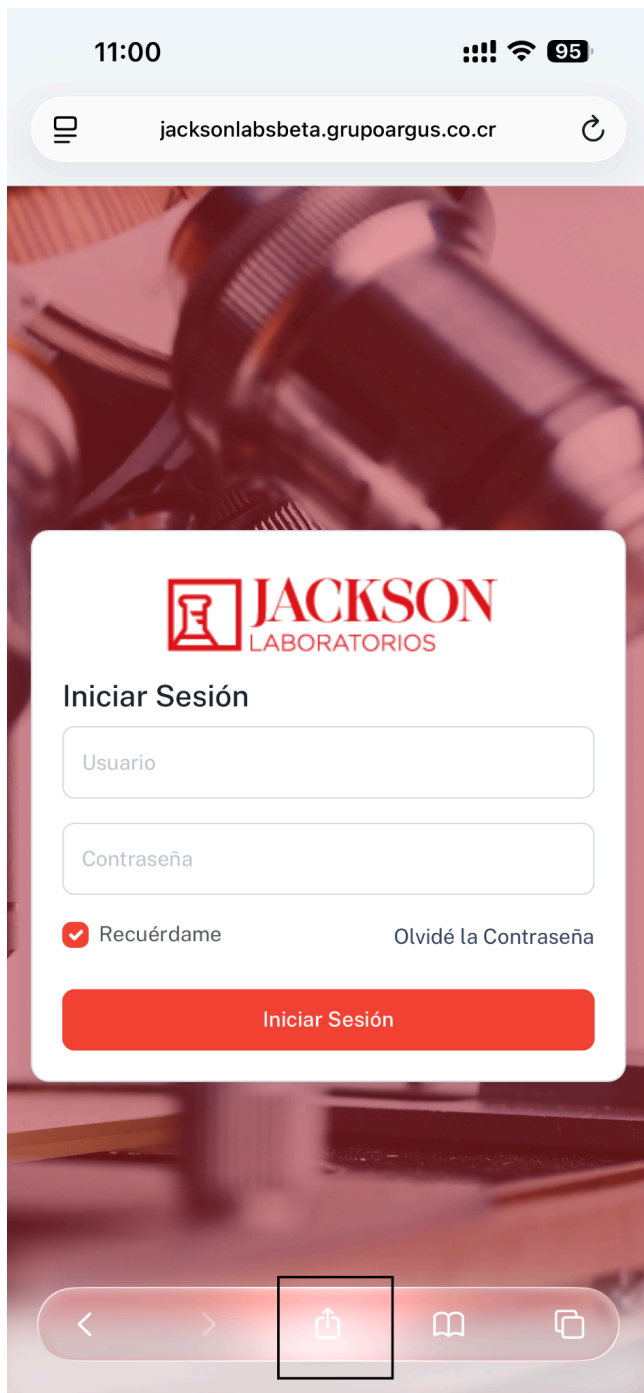 11:00
95
jacksonlabsbeta.grupoargus.co.cr
JACKSON
LABORATORIOS
Iniciar Sesión
Usuario
Contraseña
Recuérdame
Olvidé la Contraseña
Iniciar Sesión